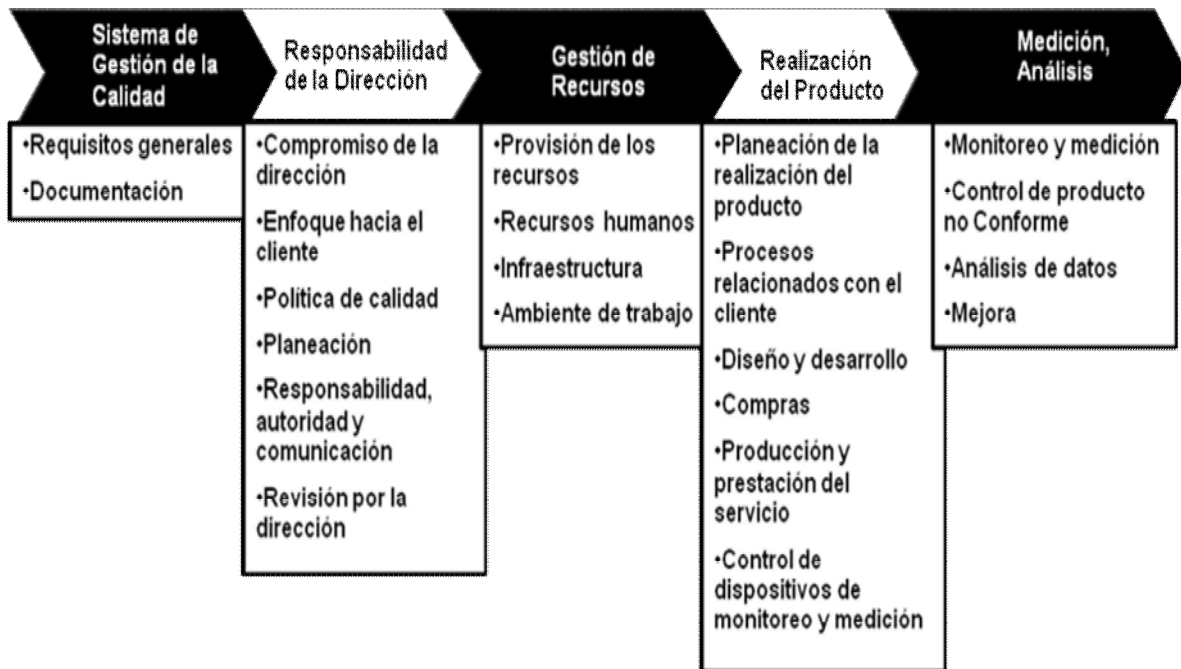 Sistema de
Gestión de la
Calidad
Responsabilidad
de la Dirección
Gestión de
Recursos
Realización
del Producto
Medición,
Análisis
•Requisitos generales
•Documentación
•Compromiso de la
dirección
•Enfoque hacia el
cliente
•Política de calidad
•Planeación
•Responsabilidad,
autoridad y
comunicación
•Revisión por la
dirección
•Provisión de los
recursos
•Recursos humanos
•Infraestructura
•Ambiente de trabajo
•Planeación de la
realización del
producto
•Procesos
relacionados con el
cliente
•Diseño y desarrollo
•Compras
•Producción y
prestación del
servicio
•Control de
dispositivos de
monitoreo y medición
•Monitoreo y medición
•Control de producto
no Conforme
•Análisis de datos
•Mejora